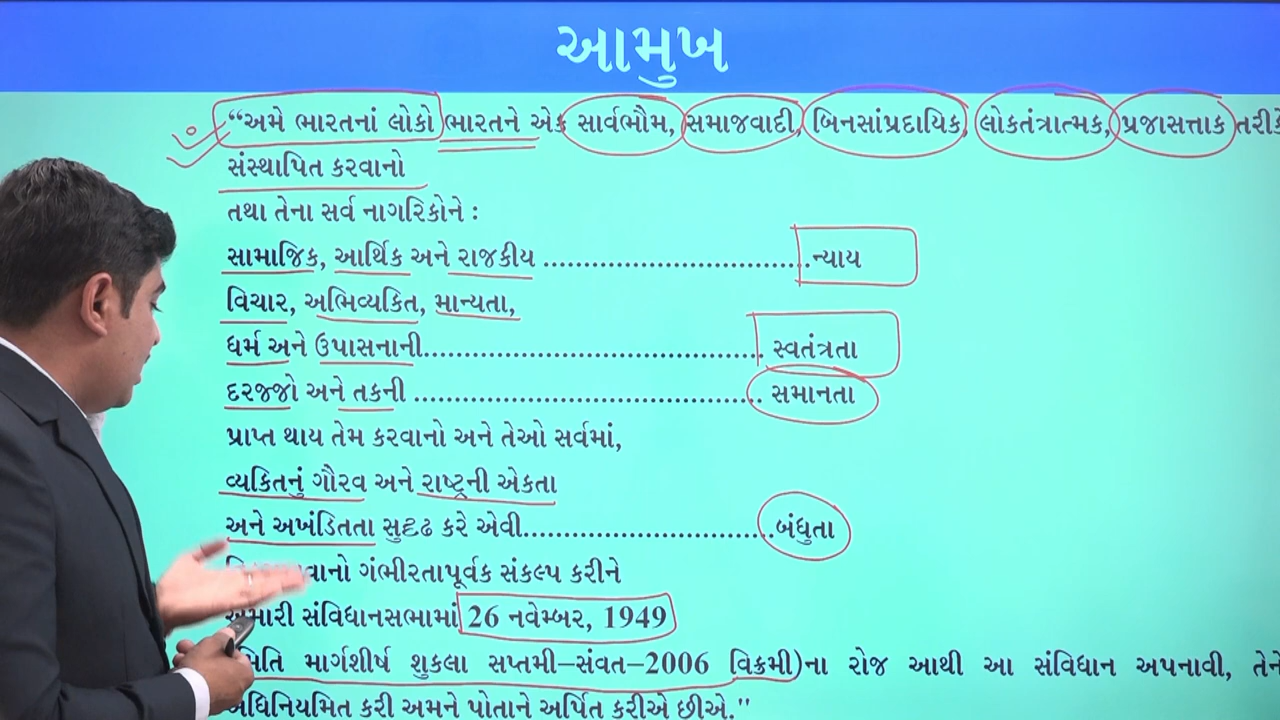 આમુખ
“અમે ભારતનાં લોકો ભારતને એક સાર્વભૌમ, સમાજવાદી, બિનસાંપ્રદાયિક, લોકતંત્રાત્મક, પ્રજાસત્તાક
સંસ્થાપિત કરવાનો
તથા તેના સર્વ નાગરિકોને :
સામાજિક, આર્થિક અને રાજકીય ................................ન્યાય
વિચાર, અભિવ્યકિત, માન્યતા,
ધર્મ અને ઉપાસનાની......................................... સ્વતંત્રતા
દરજ્જો અને તકની .......................................... સમાનતા
પ્રાપ્ત થાય તેમ કરવાનો અને તેઓ સર્વમાં,
વ્યકિતનું ગૌરવ અને રાષ્ટ્રની એકતા
અને અખંડિતતા સુદૃઢ કરે એવી..............................બંધુતા
ગંભીરતાપૂર્વક સંકલ્પ કરીને
અમારી સંવિધાનસભામાં 26 નવેમ્બર, 1949
માર્ગશીર્ષ શુકલા સપ્તમી–સંવત–2006 વિક્રમી)ના રોજ આથી આ સંવિધાન અપનાવી,
કરી અમને પોતાને અર્પિત કરીએ છીએ."